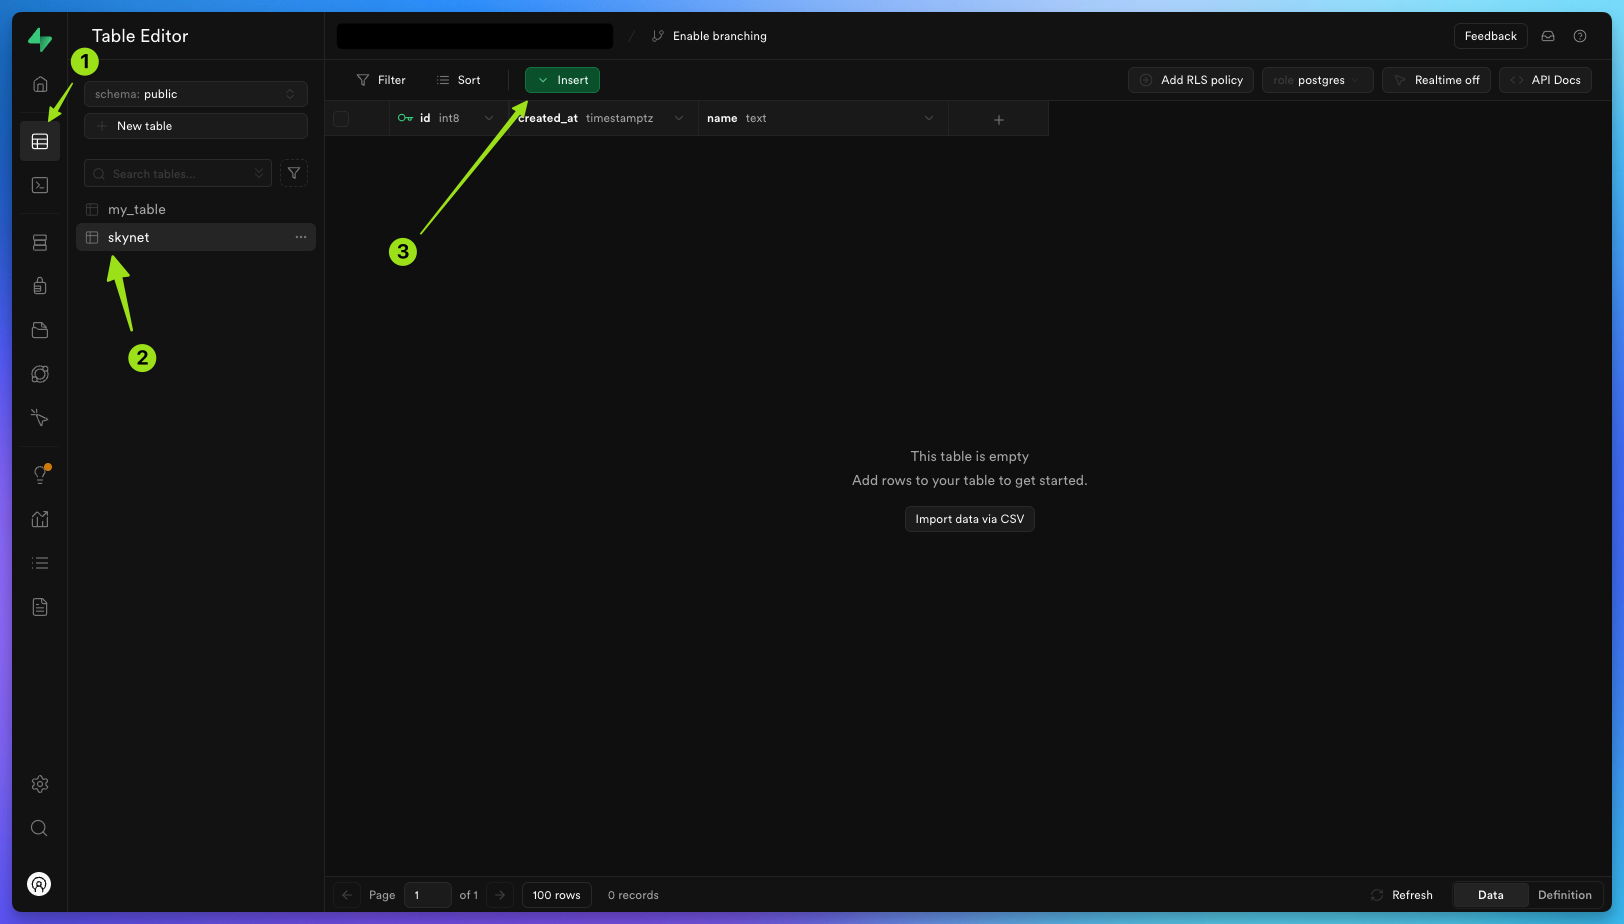 Table Editor
Enable branching
Feedback
1
schema: public
New table
Search tables...
my_table
skynet
2
Filter
Sort
Insert
Add RLS policy
role postgres
Realtime off
API Docs
id int8
created_at timestamptz
name text
3
This table is empty
Add rows to your table to get started.
Import data via CSV
Page 1 of 1
100 rows
0 records
Refresh
Data
Definition